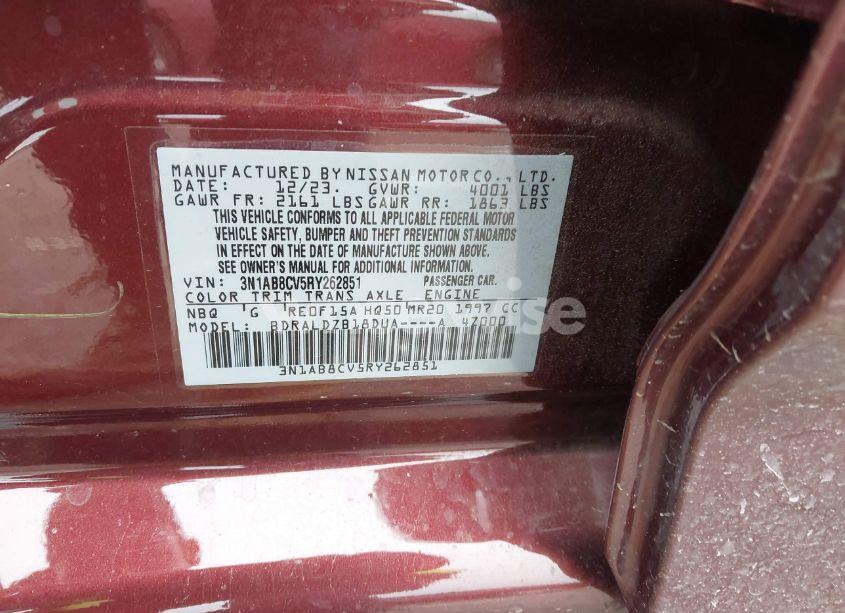 MANUFACTURED BY NISSAN MOTOR CO., LTD.
DATE: 12/23. GVWR: 4001 LBS
GAWR FR: 2161 LBS GAWR RR: 1863 LBS
THIS VEHICLE CONFORMS TO ALL APPLICABLE FEDERAL MOTOR
VEHICLE SAFETY, BUMPER AND THEFT PREVENTION STANDARDS
IN EFFECT ON THE DATE OF MANUFACTURE SHOWN ABOVE.
SEE OWNER'S MANUAL FOR ADDITIONAL INFORMATION.
VIN: 3N1AB8CV5RY262851 PASSENGER CAR.
COLOR TRIM TRANS AXLE ENGINE
NBQ G RE0F15A HQ50 MR20 1997 CC
MODEL: BDRALDZB18DUA----A 4Z000
3N1AB8CV5RY262851